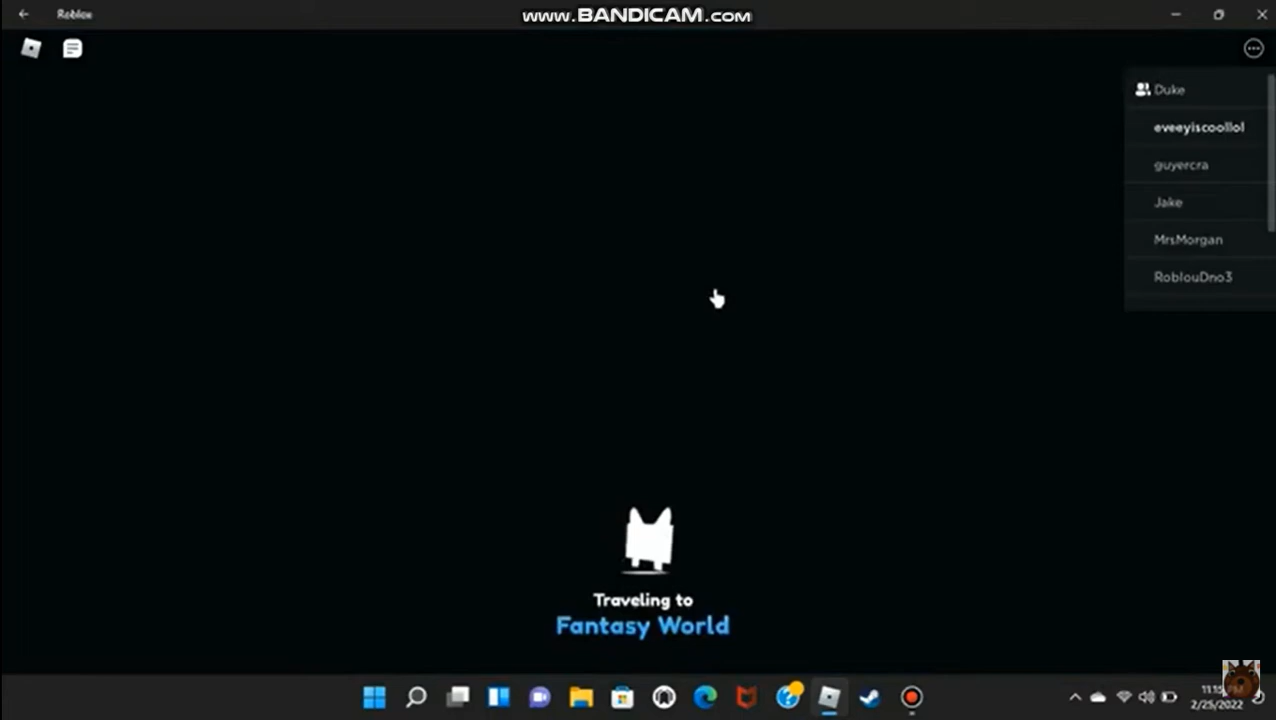 Roblox
www.BANDICAM.com
Duke
eveeyiscoollol
guyercra
Jake
MrsMorgan
RoblouDno3
Traveling to
Fantasy World
2/25/2022